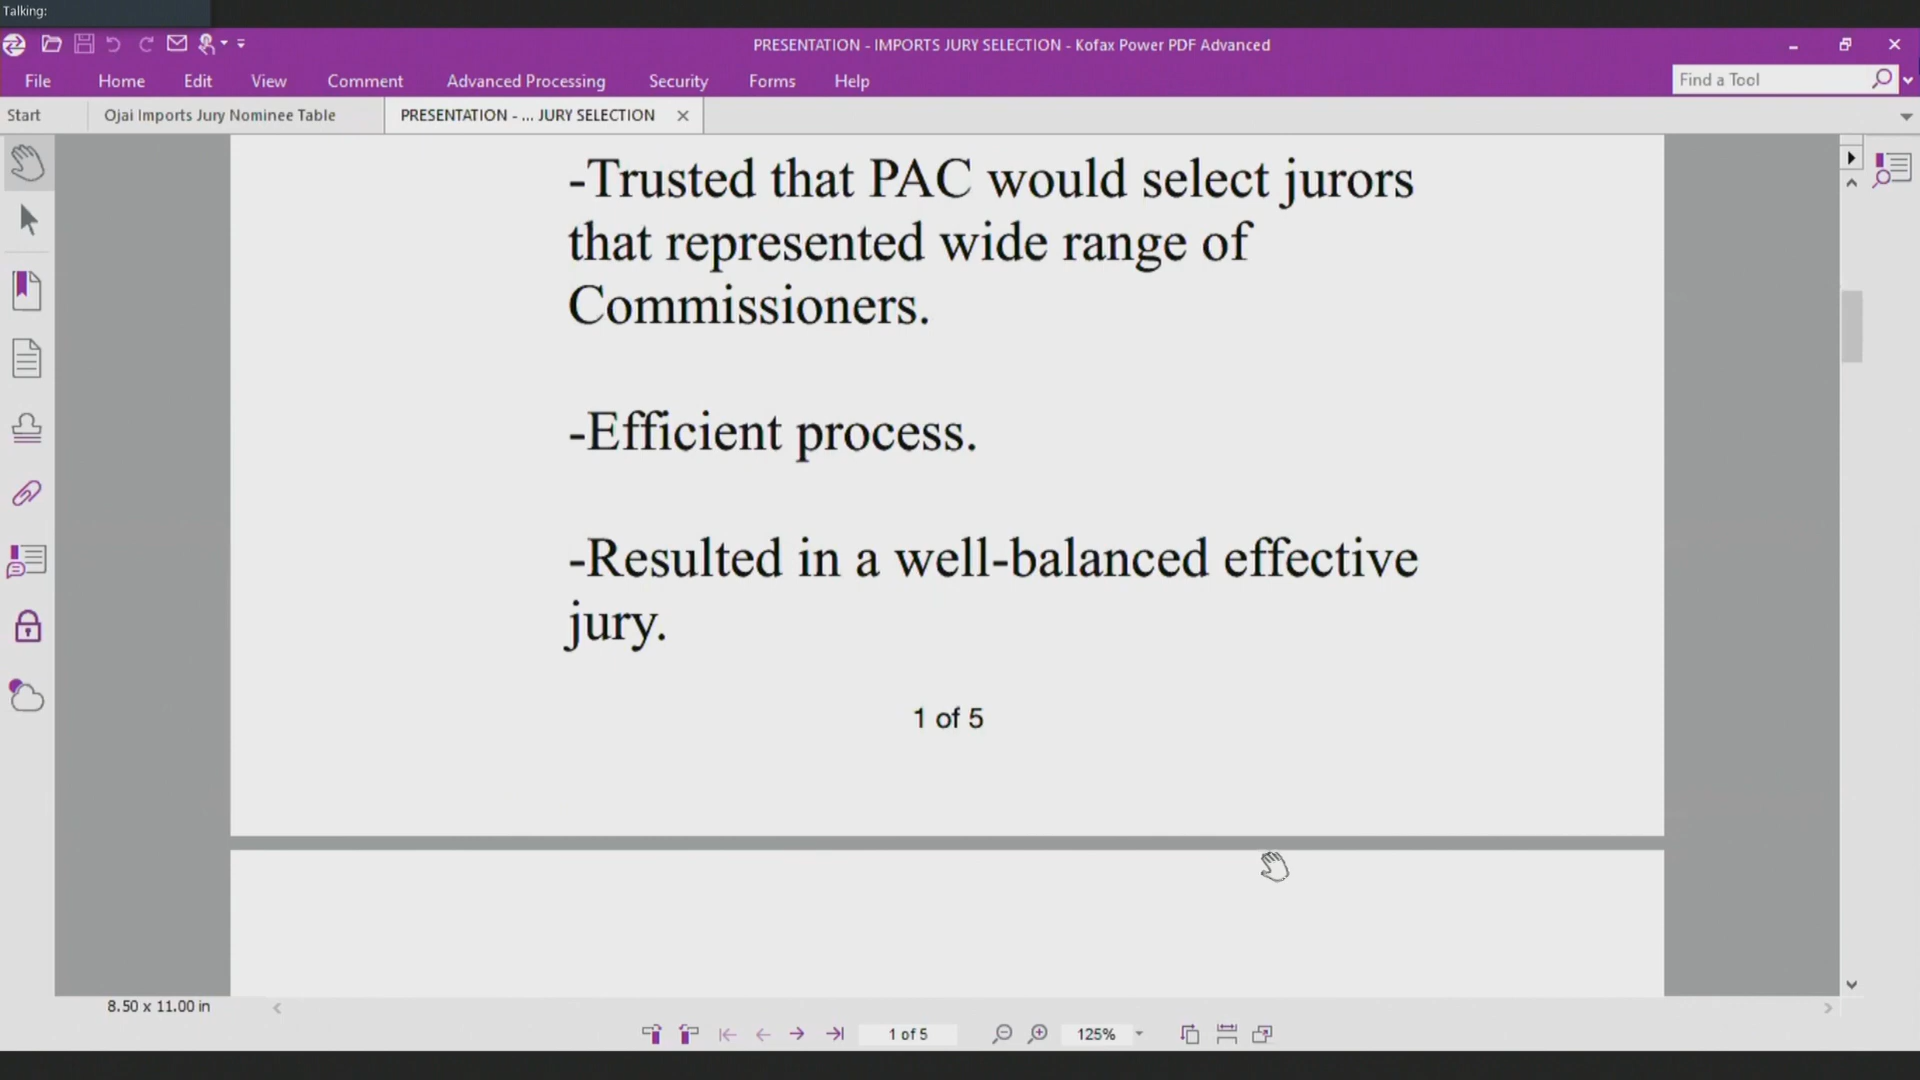 Talking:
PRESENTATION - IMPORTS JURY SELECTION - Kofax Power PDF Advanced
File Home Edit View Comment Advanced Processing Security Forms Help Find a Tool
Start Ojai Imports Jury Nominee Table PRESENTATION - ... JURY SELECTION
-Trusted that PAC would select jurors
that represented wide range of
Commissioners.
-Efficient process.
-Resulted in a well-balanced effective
jury.
1 of 5
8.50 x 11.00 in
1 of 5 125%